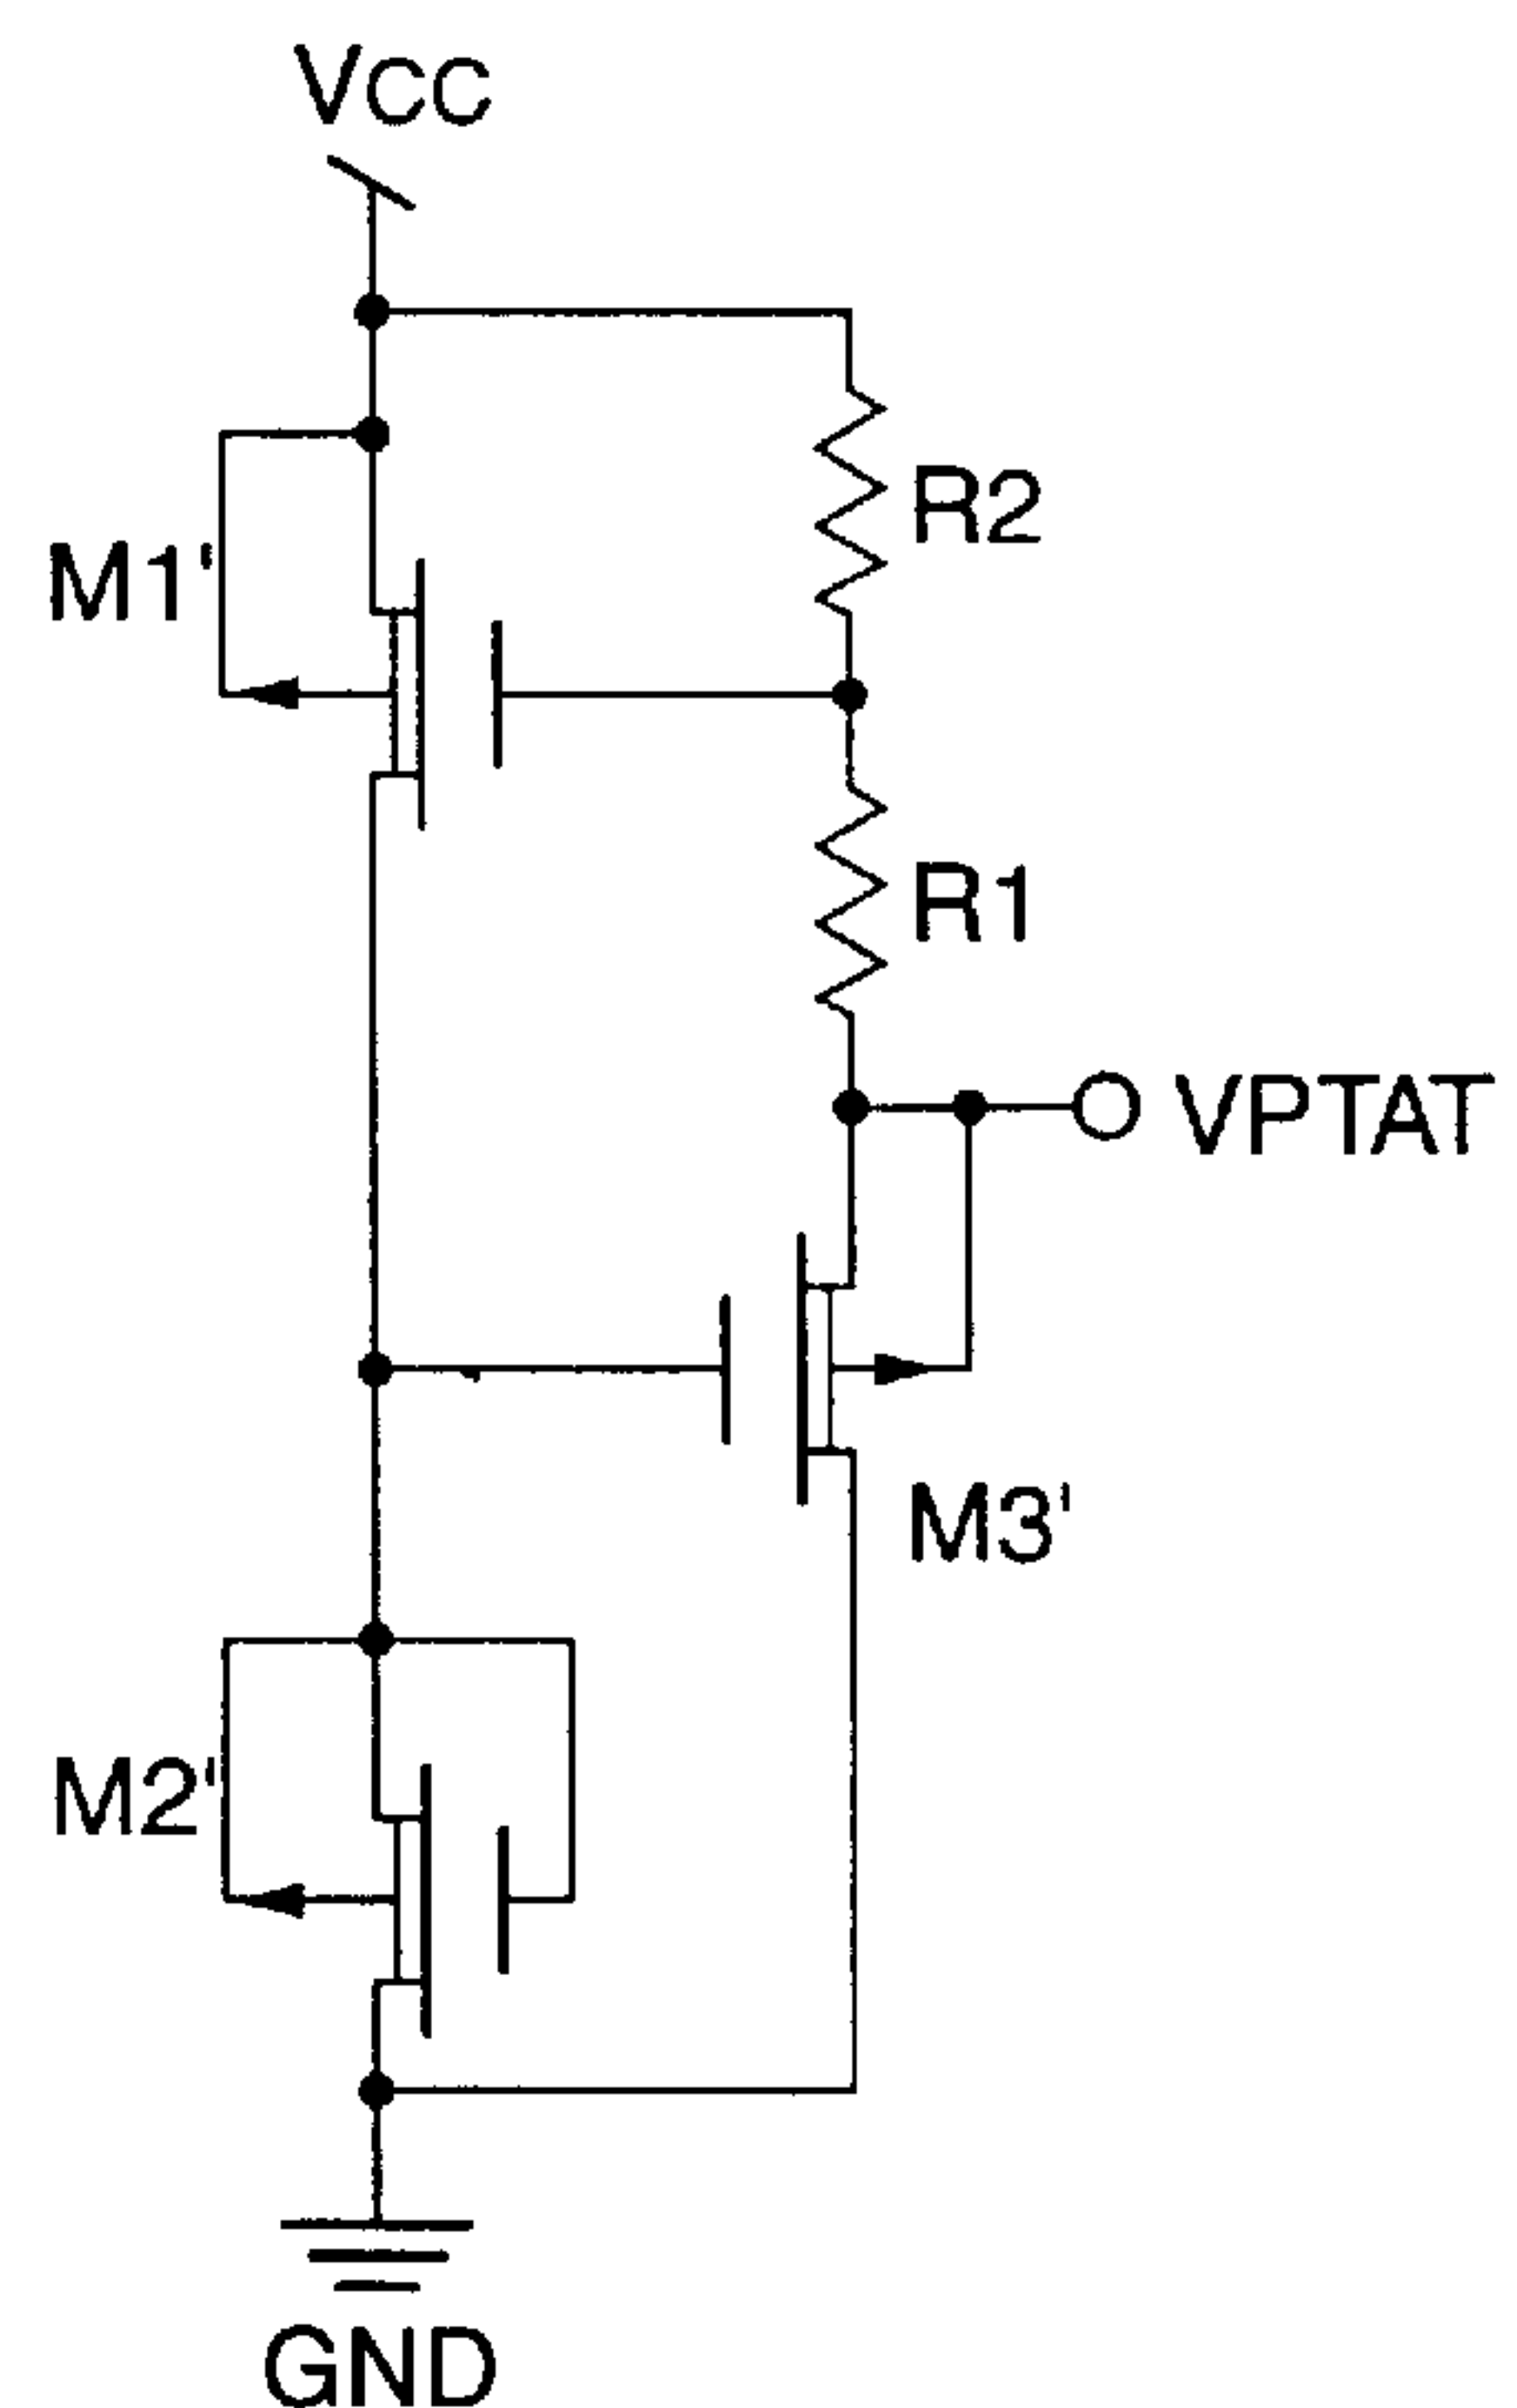 VCC
R2
M1'
R1
VPTAT
M3'
M2'
GND